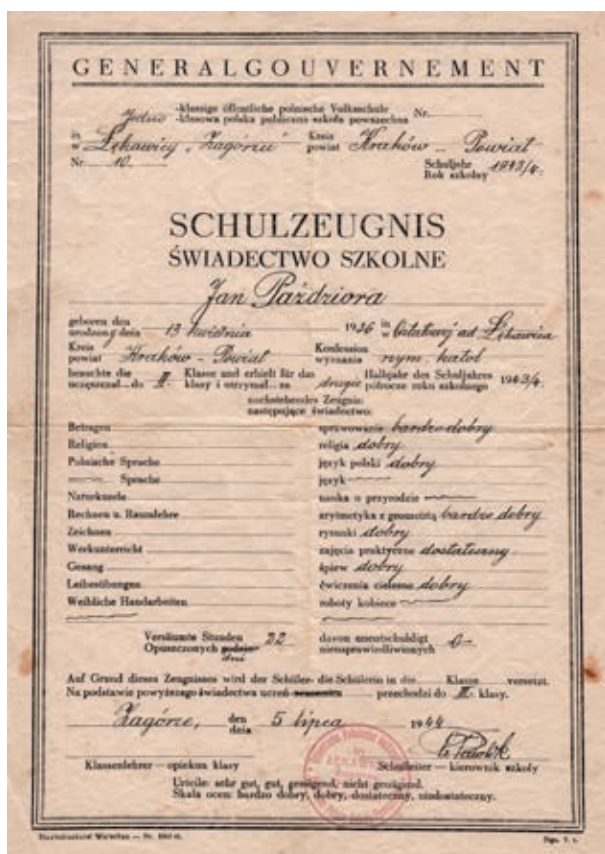 GENERALGOUVERNEMENT
Jedno -klassige öffentliche polnische Volksschule Nr.
-klasowa polska publiczna szkoła powszechna
in w Łękawicy „Zagórze" Kreis powiat Kraków – Powiat
Nr 10. Schuljahr Rok szkolny 1943/4.
SCHULZEUGNIS
ŚWIADECTWO SZKOLNE
Jan Paździora
geboren den urodzony dnia 13 kwietnia 1936 in w ad Łękawica
Kreis powiat Kraków – Powiat Konfession wyznania rzym. katol
besuchte die II. Klasse und erhielt für das Halbjahr des Schuljahres 1943/4.
uczęszczał do klasy i otrzymał za drugie półrocze roku szkolnego
nachstehendes Zeugnis:
następujące świadectwo:
Betragen sprawowanie bardzo dobry
Religion religia dobry
Polnische Sprache język polski dobry
Sprache język
Naturkunde nauka o przyrodzie
Rechnen u. Raumlehre arytmetyka z geometrią bardzo dobry
Zeichnen rysunki dobry
Werkunterricht zajęcia praktyczne dostateczny
Gesang śpiew dobry
Leibesübungen ćwiczenia cielesne dobry
Weibliche Handarbeiten roboty kobiece
Versäumte Stunden 22 davon unentschuldigt 0-
Opuszczonych godzin dni nieusprawiedliwionych
Auf Grund dieses Zeugnisses wird der Schüler- die Schülerin in die Klasse versetzt.
Na podstawie powyższego świadectwa uczeń uczennica przechodzi do III. klasy.
Zagórze, den dnia 5 lipca 1944
Klassenlehrer — opiekun klasy Schulleiter — kierownik szkoły
Urteile: sehr gut, gut, genügend, nicht genügend.
Skala ocen: bardzo dobry, dobry, dostateczny, niedostateczny.